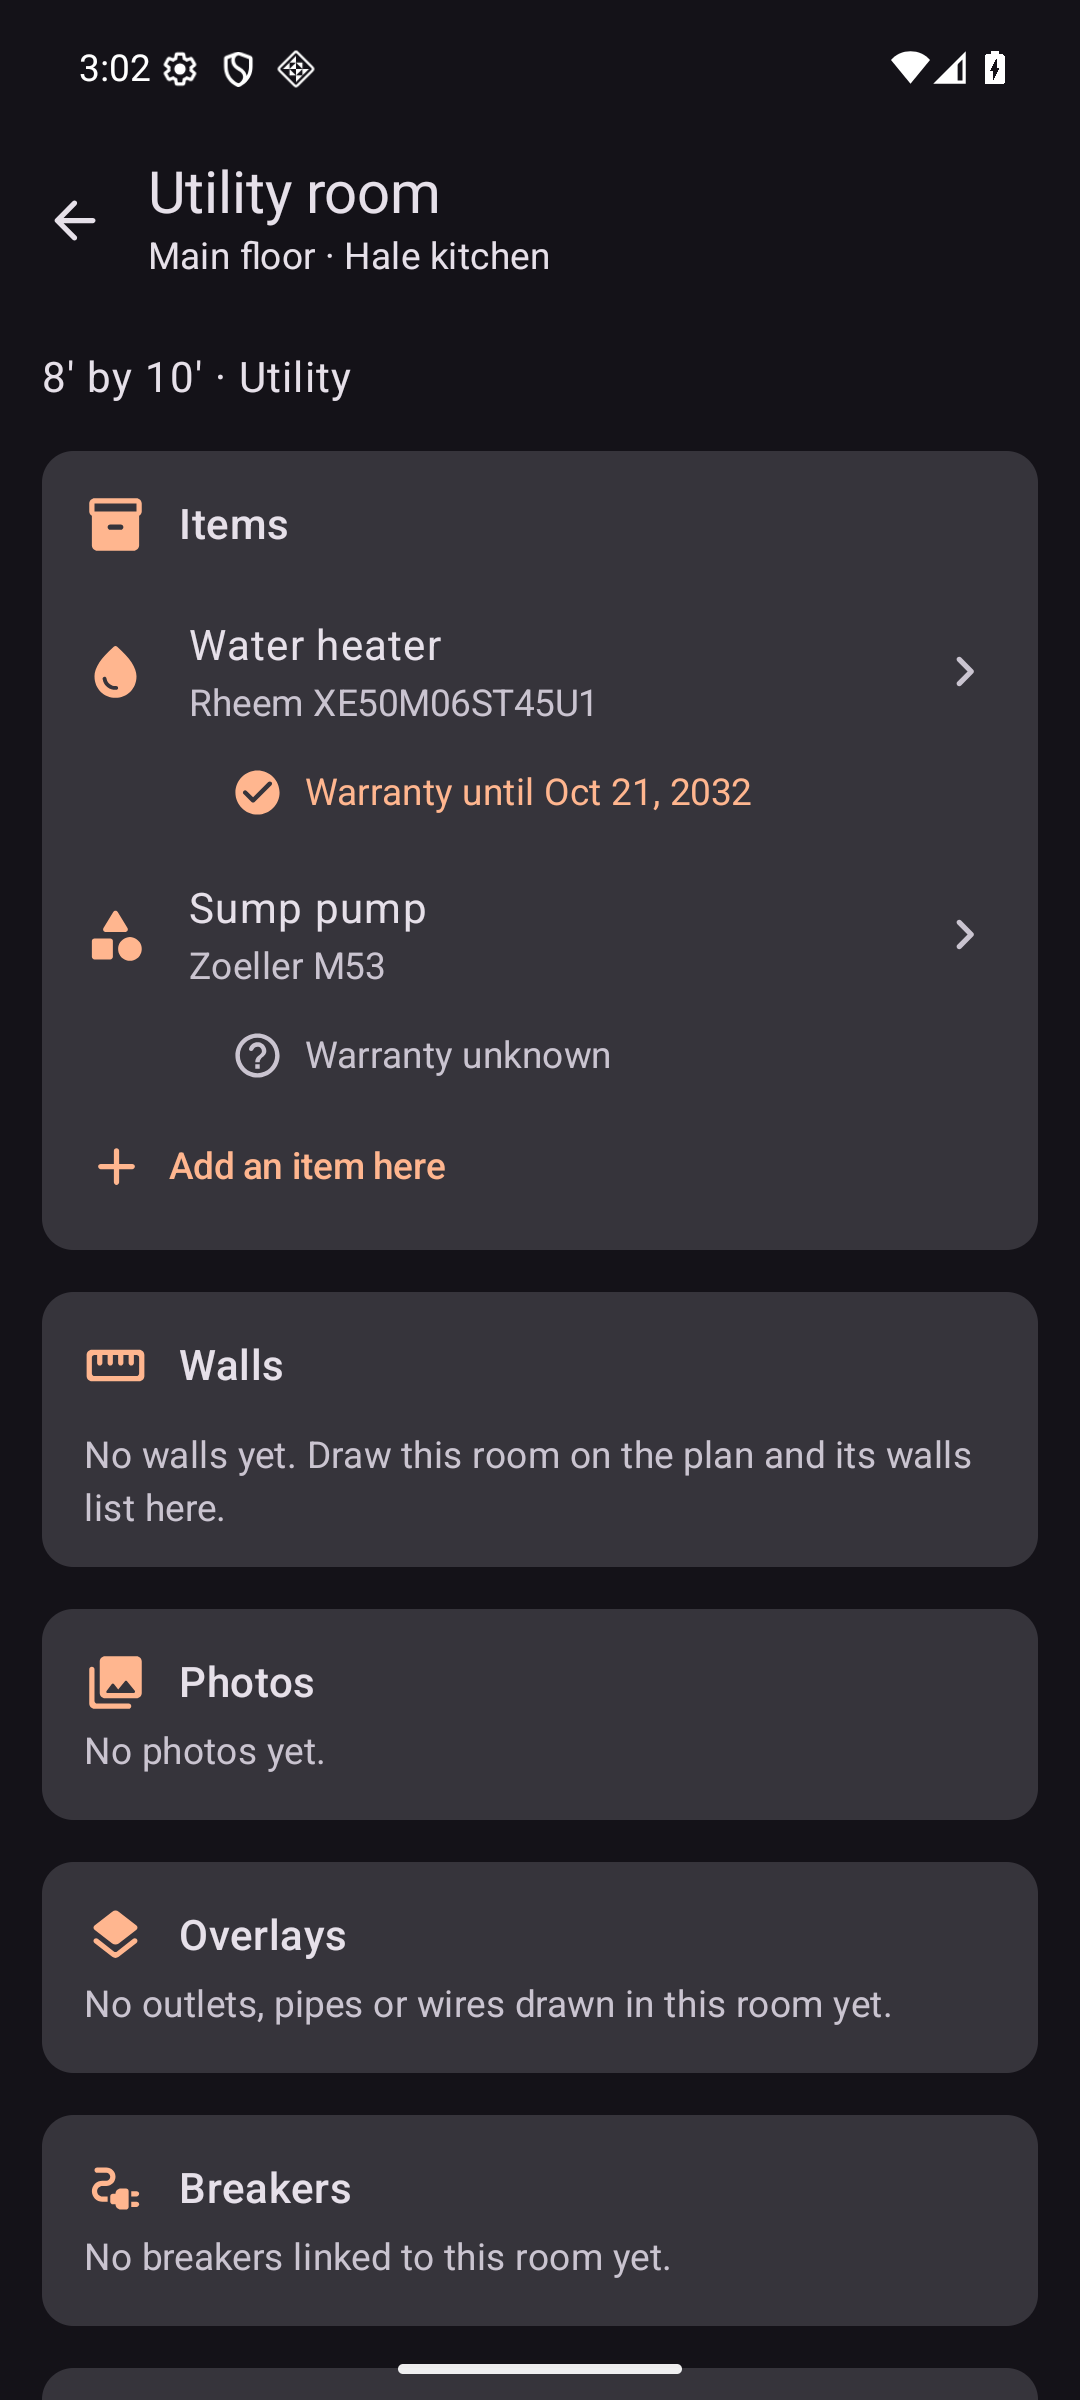 3:02
Utility room
Main floor · Hale kitchen
8' by 10' · Utility
Items
Water heater
Rheem XE50M06ST45U1
Warranty until Oct 21, 2032
Sump pump
Zoeller M53
Warranty unknown
Add an item here
Walls
No walls yet. Draw this room on the plan and its walls
list here.
Photos
No photos yet.
Overlays
No outlets, pipes or wires drawn in this room yet.
Breakers
No breakers linked to this room yet.